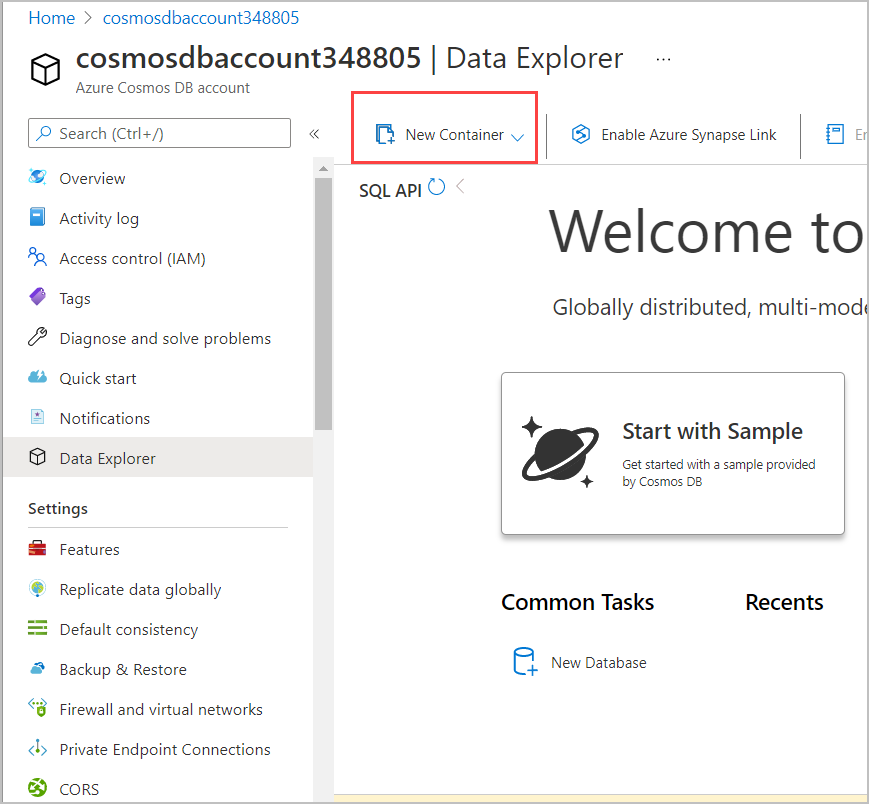 Home > cosmosdbaccount348805
cosmosdbaccount348805 | Data Explorer ...
Azure Cosmos DB account
Search (Ctrl+/)
«
New Container
Enable Azure Synapse Link
Overview
Activity log
Access control (IAM)
Tags
Diagnose and solve problems
Quick start
Notifications
Data Explorer
Settings
Features
Replicate data globally
Default consistency
Backup & Restore
Firewall and virtual networks
Private Endpoint Connections
CORS
SQL API
Welcome to
Globally distributed, multi-mode
Start with Sample
Get started with a sample provided
by Cosmos DB
Common Tasks
New Database
Recents